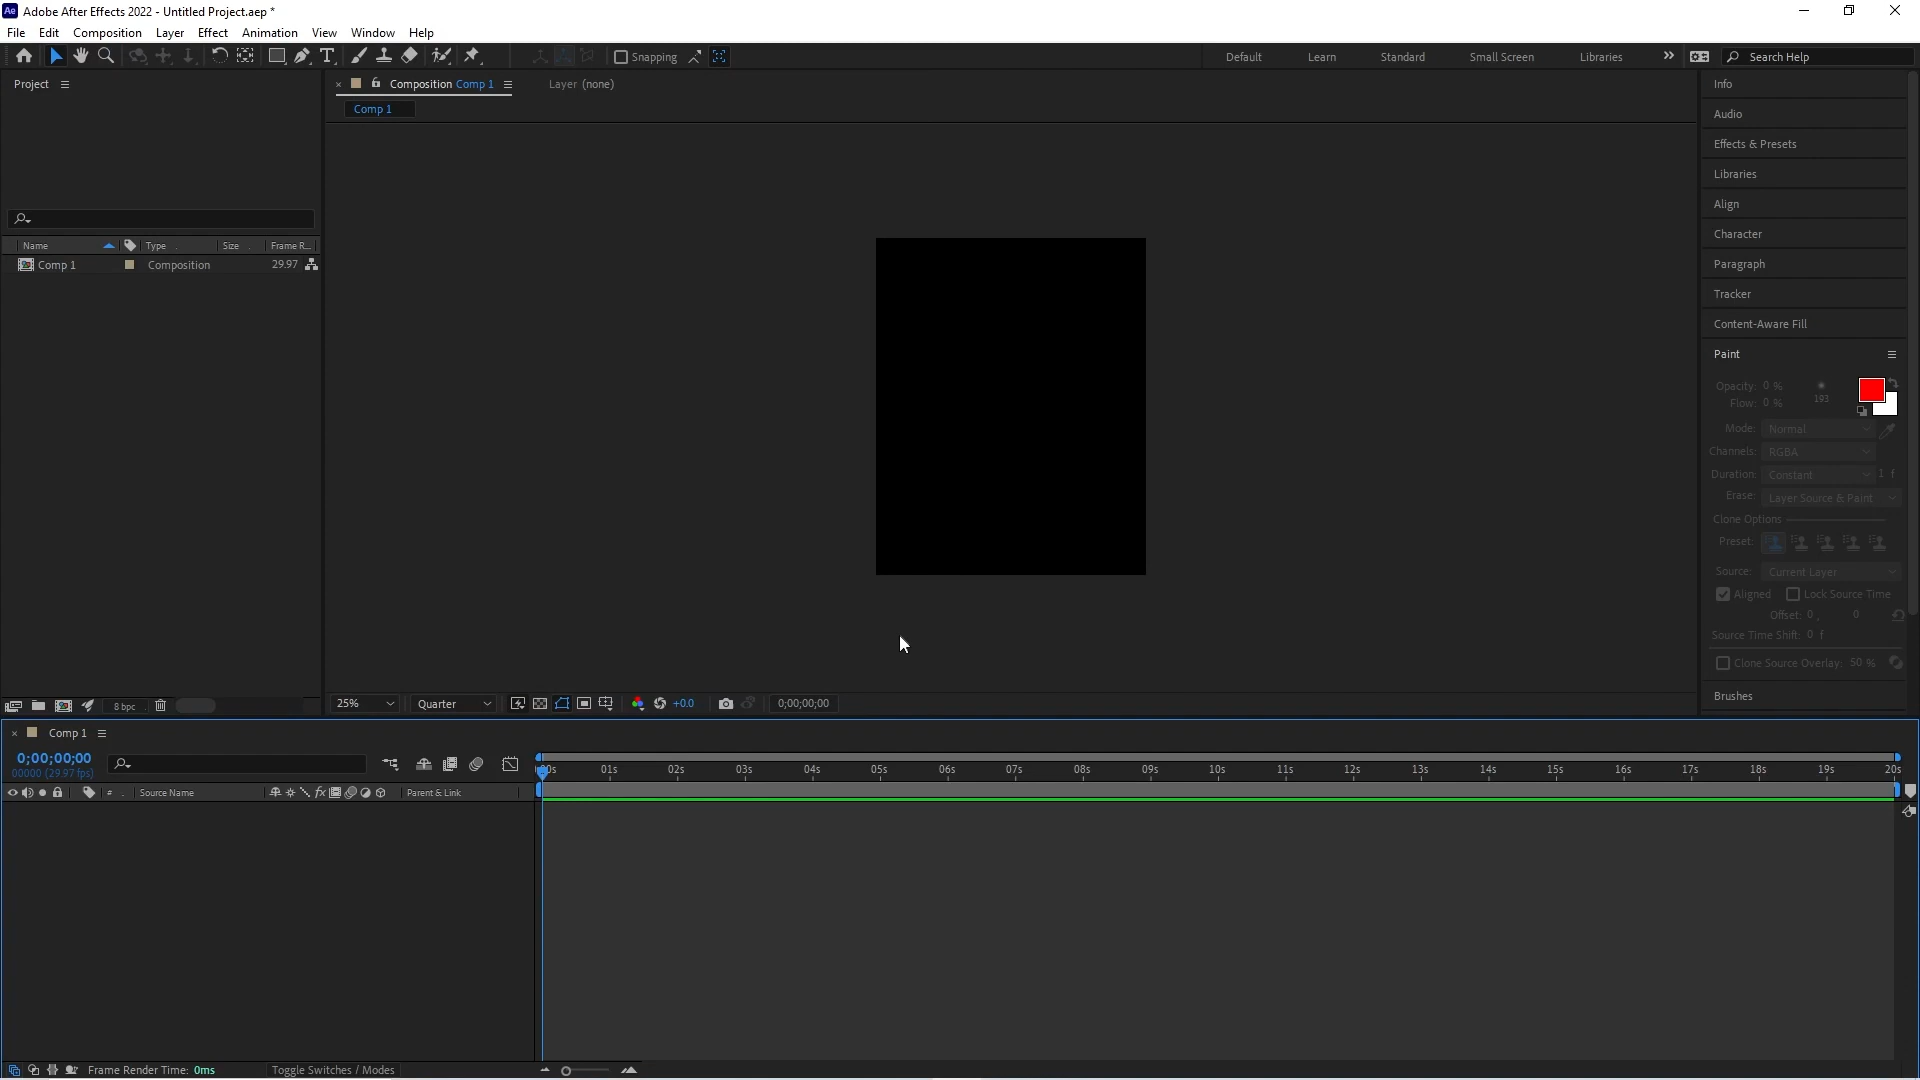 Ae Adobe After Effects 2022 - Untitled Project.aep *
File Edit Composition Layer Effect Animation View Window Help
Snapping Default Learn Standard Small Screen Libraries Search Help
Project
Composition Comp 1 Layer (none)
Comp 1
Name Type Size Frame R...
Comp 1 Composition 29.97
Info
Audio
Effects & Presets
Libraries
Align
Character
Paragraph
Tracker
Content-Aware Fill
Paint
Opacity: 0 %
Flow: 0 %
193
Mode: Normal
Channels: RGBA
Duration: Constant 1 f
Erase: Layer Source & Paint
Clone Options
Preset:
Source: Current Layer
Aligned Lock Source Time
Offset: 0, 0
Source Time Shift: 0 f
Clone Source Overlay: 50 %
Brushes
8 bpc
25% Quarter +0.0 0;00;00;00
Comp 1
0;00;00;00
00000 (29.97 fps)
01s 02s 03s 04s 05s 06s 07s 08s 09s 10s 11s 12s 13s 14s 15s 16s 17s 18s 19s 20s
# Source Name fx Parent & Link
Frame Render Time: 0ms Toggle Switches / Modes